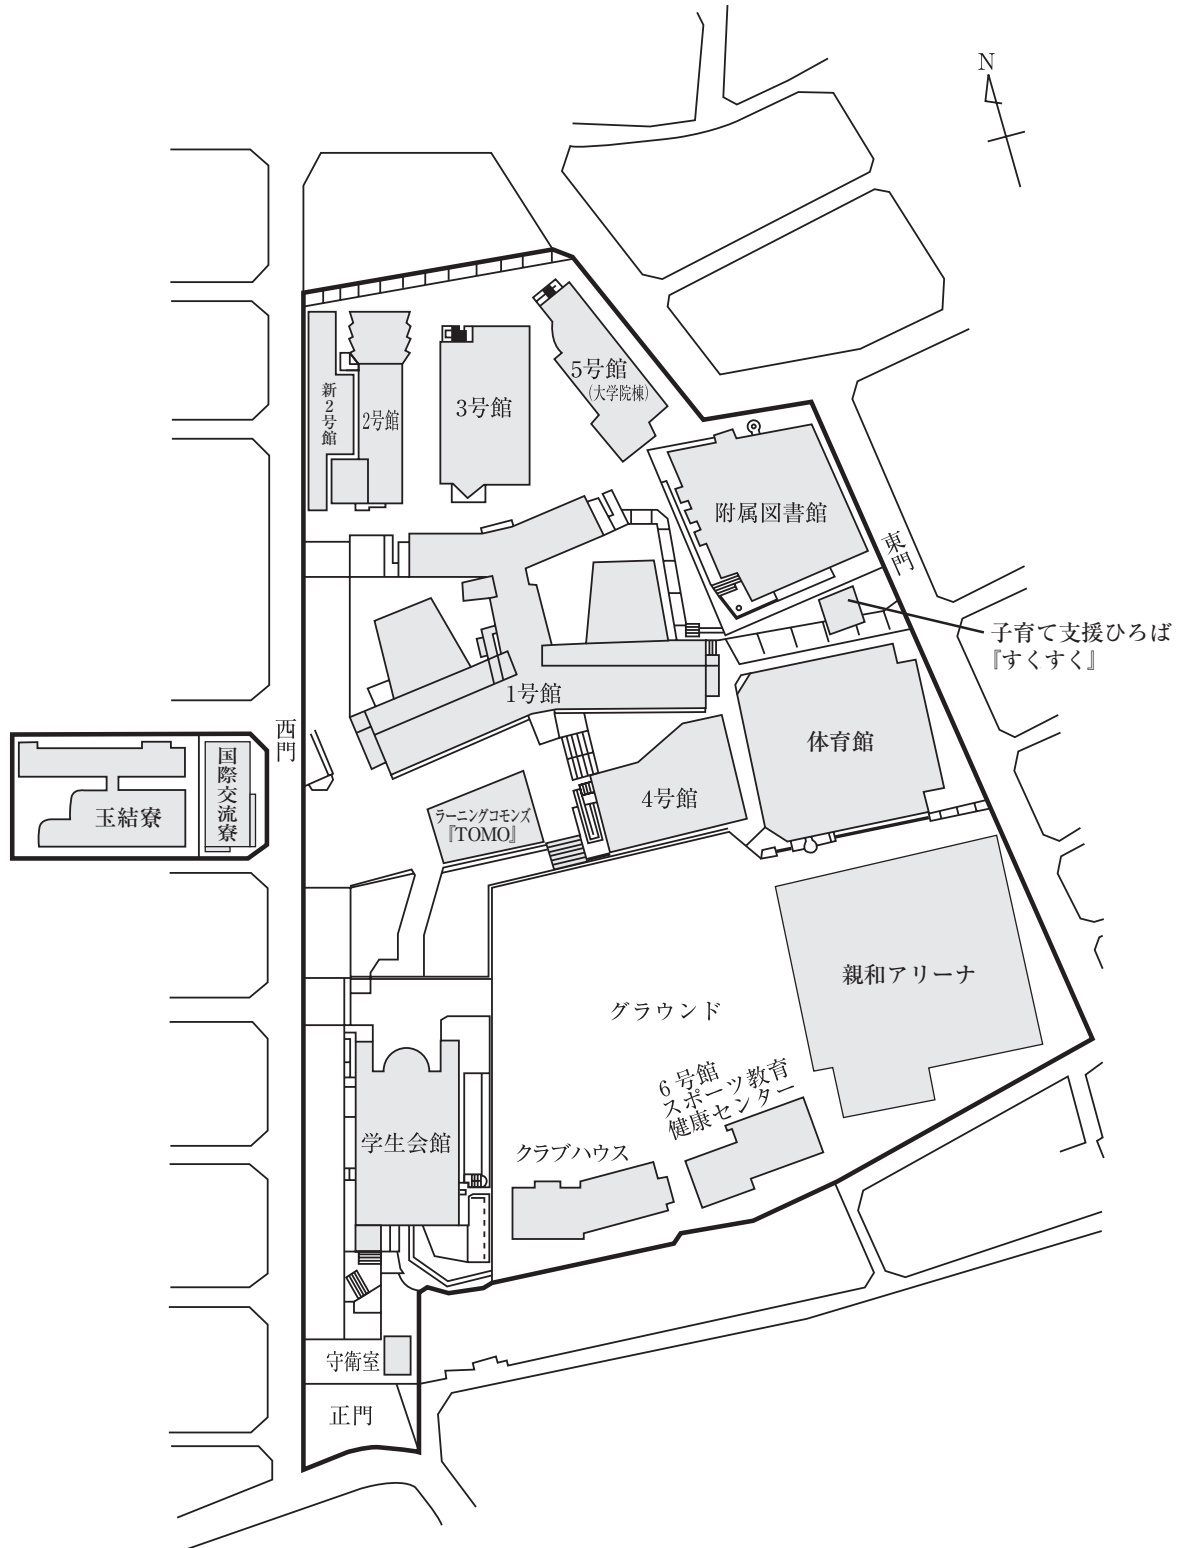 N
5号館
(大学院棟)
新2号館
2号館
3号館
附属図書館
東門
子育て支援ひろば
『すくすく』
1号館
西門
体育館
国際交流寮
玉結寮
4号館
ラーニングコモンズ
『TOMO』
親和アリーナ
グラウンド
6号館
スポーツ教育
健康センター
学生会館
クラブハウス
守衛室
正門